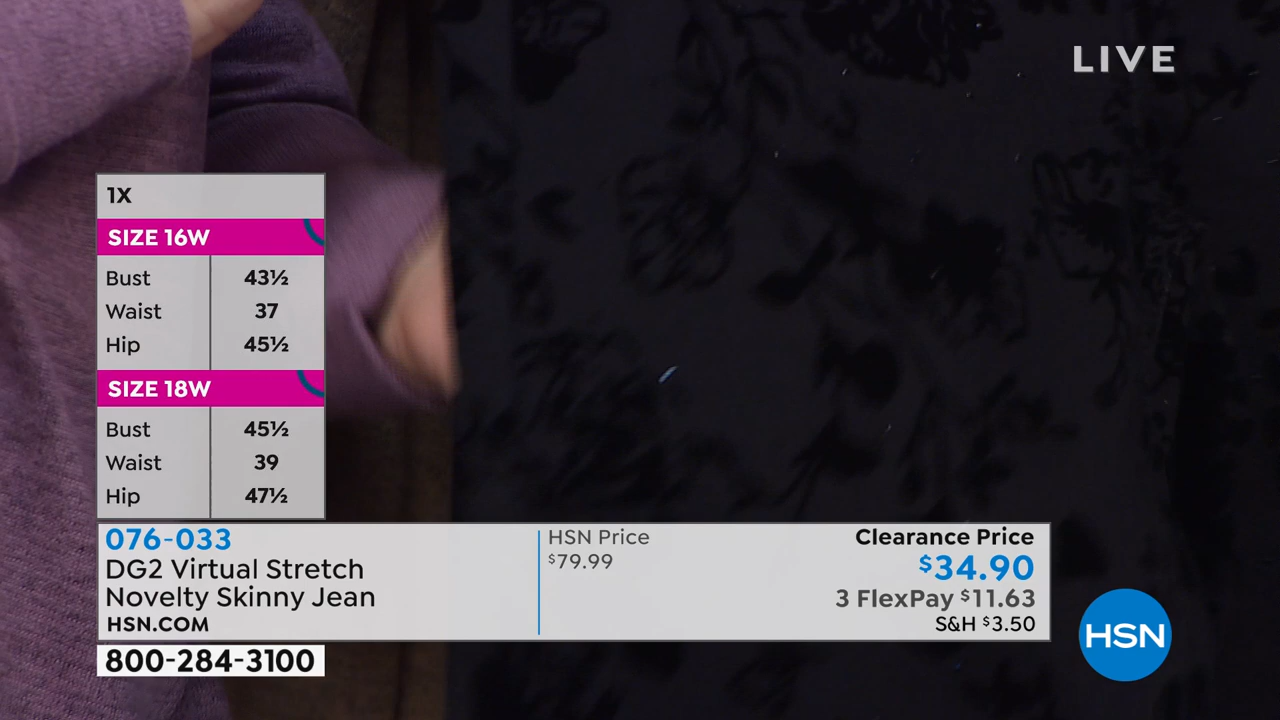 LIVE
1X
SIZE 16W
Bust 43½
Waist 37
Hip 45½
SIZE 18W
Bust 45½
Waist 39
Hip 47½
076-033
DG2 Virtual Stretch
Novelty Skinny Jean
HSN.COM
HSN Price
$79.99
Clearance Price
$34.90
3 FlexPay $11.63
S&H $3.50
800-284-3100
HSN